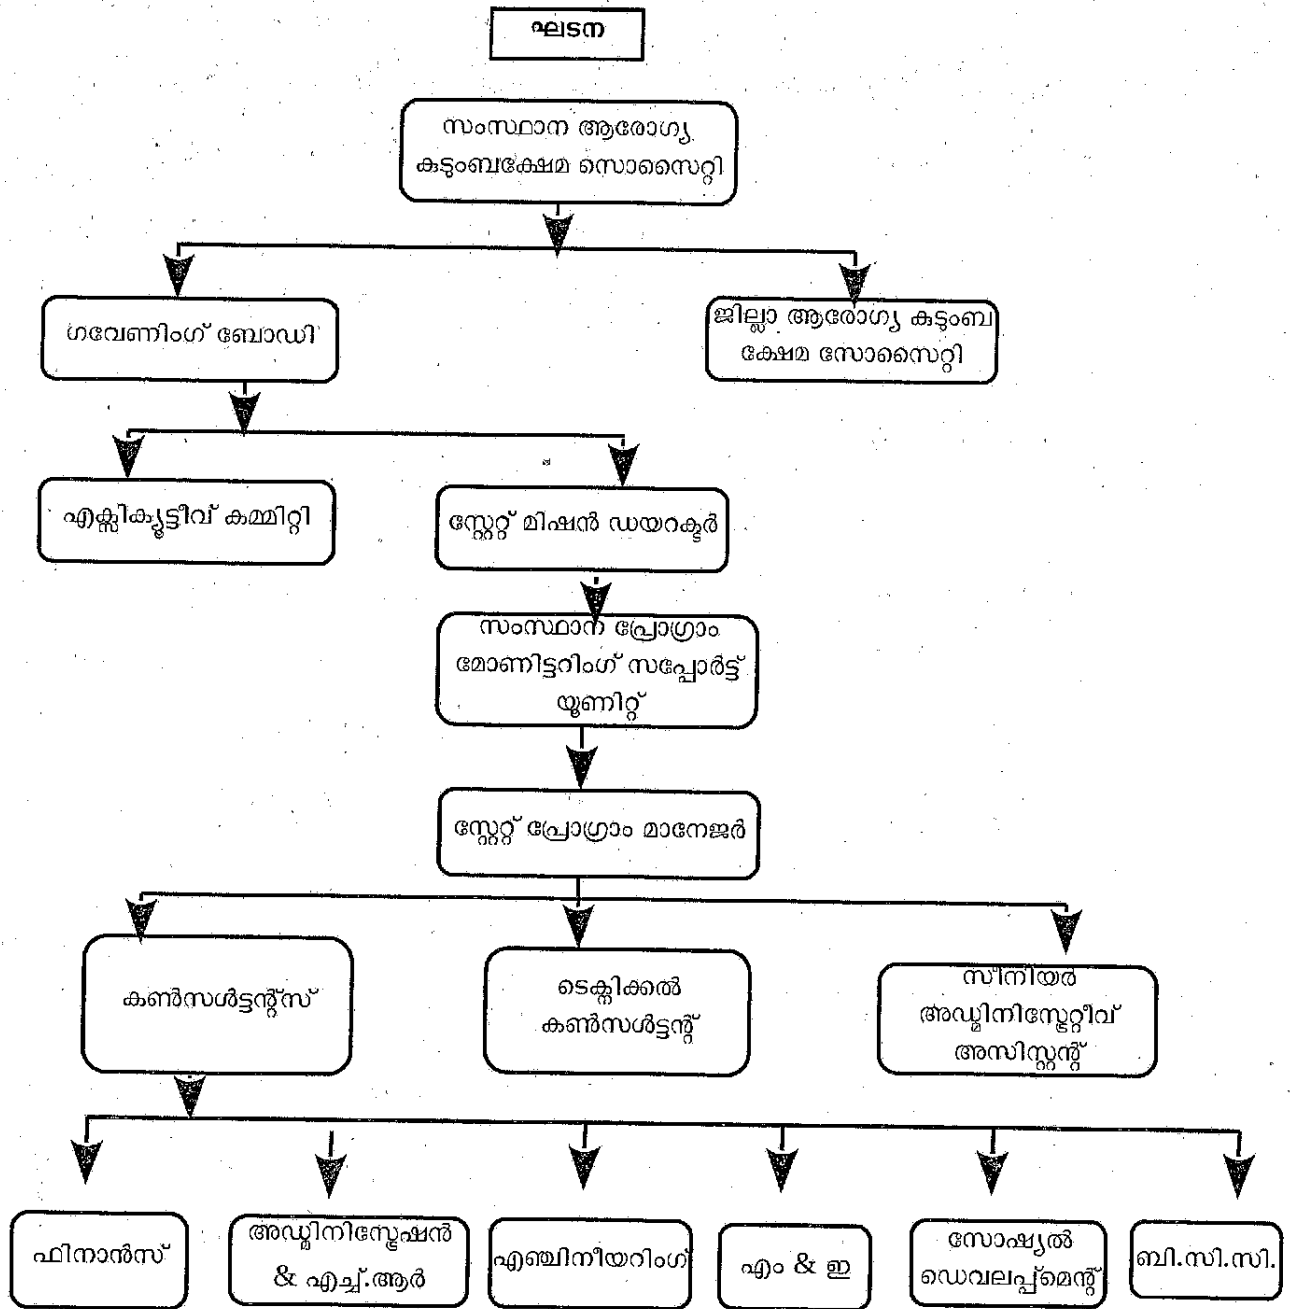 ഘടന
സംസ്ഥാന ആരോഗ്യ
കുടുംബക്ഷേമ സൊസൈറ്റി
ഗവേണിംഗ് ബോഡി
ജില്ലാ ആരോഗ്യ കുടുംബ
ക്ഷേമ സോസൈറ്റി
എക്സിക്യൂട്ടീവ് കമ്മിറ്റി
സ്റ്റേറ്റ് മിഷൻ ഡയറക്ടർ
സംസ്ഥാന പ്രോഗ്രാം
മോണിട്ടറിംഗ് സപ്പോർട്ട്
യൂണിറ്റ്
സ്റ്റേറ്റ് പ്രോഗ്രാം മാനേജർ
കൺസൾട്ടന്റ്സ്
ടെക്നിക്കൽ
കൺസൾട്ടന്റ്
സീനിയർ
അഡ്മിനിസ്ട്രേറ്റീവ്
അസിസ്റ്റന്റ്
ഫിനാൻസ്
അഡ്മിനിസ്ട്രേഷൻ
& എച്ച്.ആർ
എഞ്ചിനീയറിംഗ്
എം & ഇ
സോഷ്യൽ
ഡെവലപ്പ്മെന്റ്
ബി.സി.സി.